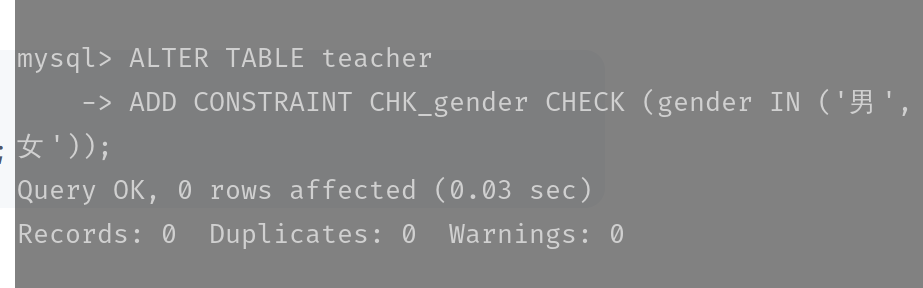 mysql> ALTER TABLE teacher
    -> ADD CONSTRAINT CHK_gender CHECK (gender IN ('男',
女'));
Query OK, 0 rows affected (0.03 sec)
Records: 0  Duplicates: 0  Warnings: 0